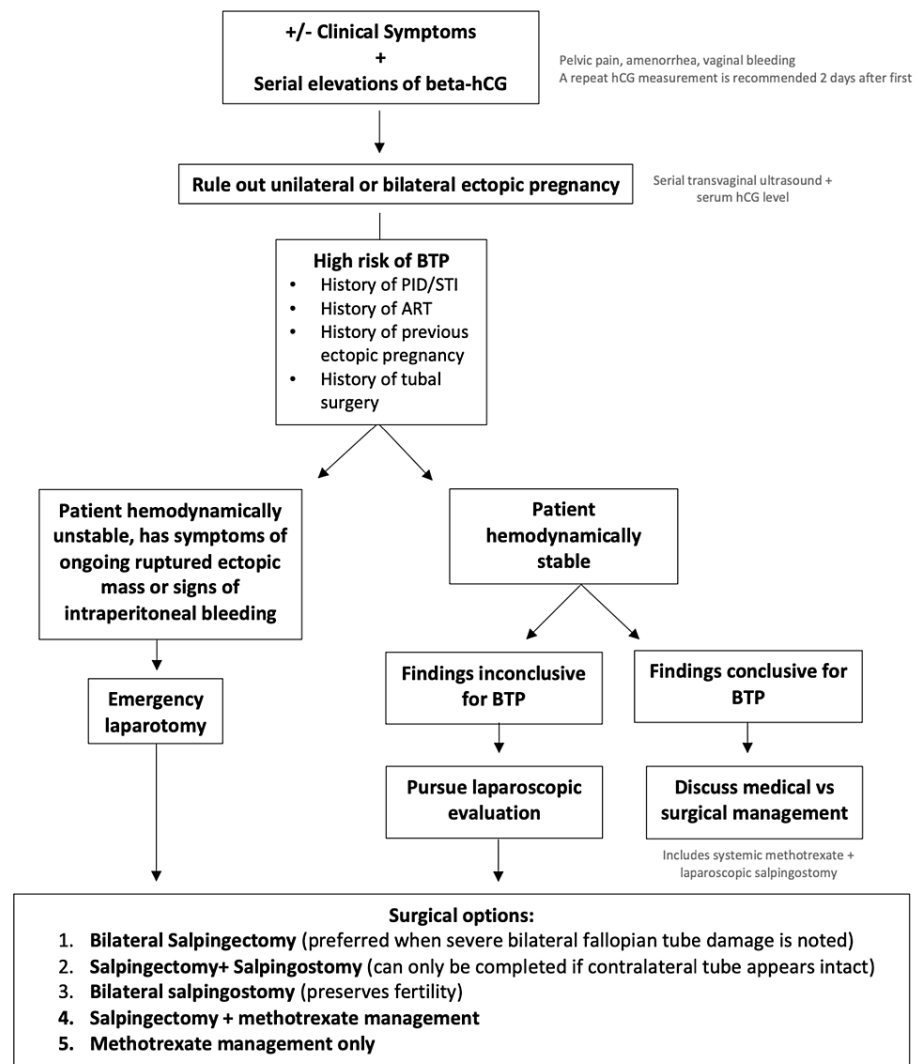 +/- Clinical Symptoms
+
Serial elevations of beta-hCG
Pelvic pain, amenorrhea, vaginal bleeding
A repeat hCG measurement is recommended 2 days after first
Rule out unilateral or bilateral ectopic pregnancy
Serial transvaginal ultrasound +
serum hCG level
High risk of BTP
• History of PID/STI
• History of ART
• History of previous
ectopic pregnancy
• History of tubal
surgery
Patient hemodynamically
unstable, has symptoms of
ongoing ruptured ectopic
mass or signs of
intraperitoneal bleeding
Patient
hemodynamically
stable
Emergency
laparotomy
Findings inconclusive
for BTP
Findings conclusive for
BTP
Pursue laparoscopic
evaluation
Discuss medical vs
surgical management
Includes systemic methotrexate +
laparoscopic salpingostomy
Surgical options:
1. Bilateral Salpingectomy (preferred when severe bilateral fallopian tube damage is noted)
2. Salpingectomy+ Salpingostomy (can only be completed if contralateral tube appears intact)
3. Bilateral salpingostomy (preserves fertility)
4. Salpingectomy + methotrexate management
5. Methotrexate management only